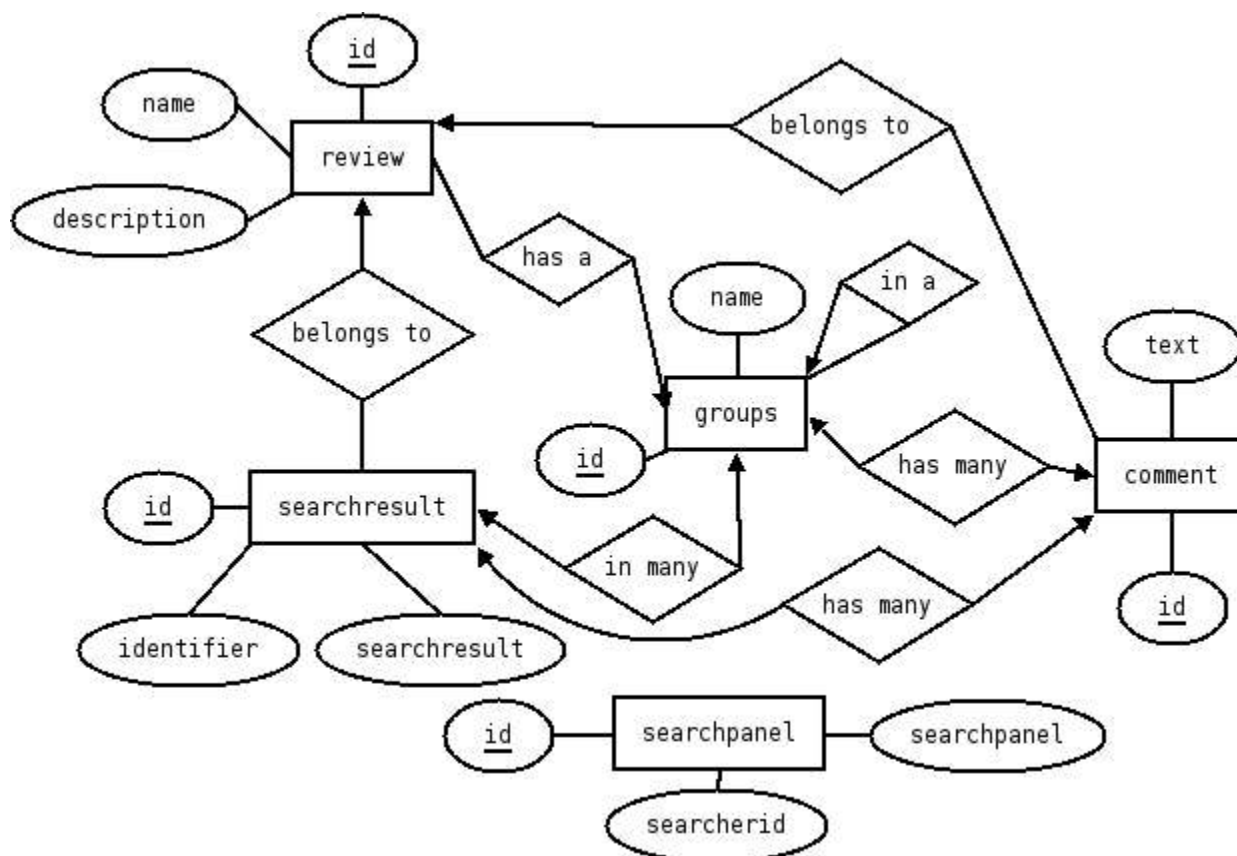 id
name
belongs to
review
description
has a
in a
name
belongs to
text
groups
id
has many
comment
id
searchresult
in many
has many
id
identifier
searchresult
id
searchpanel
searchpanel
searcherid